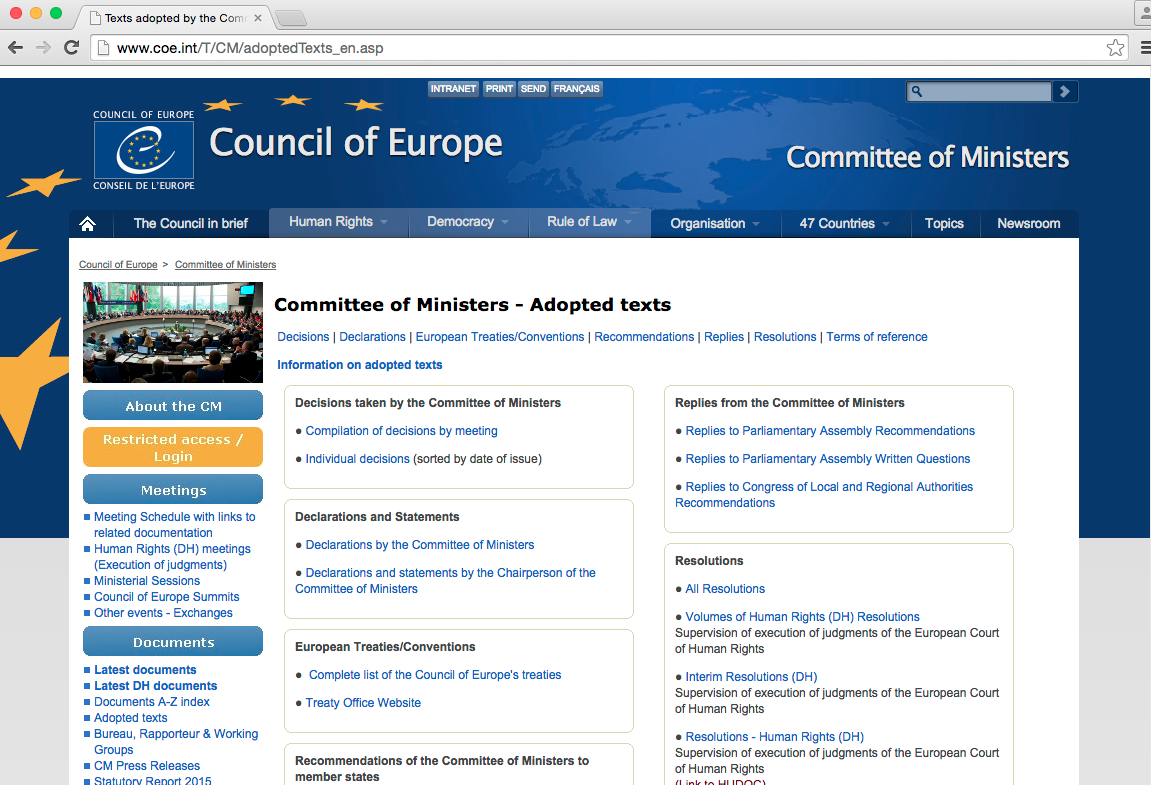 Texts adopted by the Com
www.coe.int/T/CM/adoptedTexts_en.asp
INTRANET PRINT SEND FRANÇAIS
COUNCIL OF EUROPE
CONSEIL DE L'EUROPE
Council of Europe
Committee of Ministers
The Council in brief Human Rights Democracy Rule of Law Organisation 47 Countries Topics Newsroom
Council of Europe > Committee of Ministers
About the CM
Restricted access /
Login
Meetings
Meeting Schedule with links to
related documentation
Human Rights (DH) meetings
(Execution of judgments)
Ministerial Sessions
Council of Europe Summits
Other events - Exchanges
Documents
Latest documents
Latest DH documents
Documents A-Z index
Adopted texts
Bureau, Rapporteur & Working
Groups
CM Press Releases
Statutory Report 2015
Committee of Ministers - Adopted texts
Decisions | Declarations | European Treaties/Conventions | Recommendations | Replies | Resolutions | Terms of reference
Information on adopted texts
Decisions taken by the Committee of Ministers
● Compilation of decisions by meeting
● Individual decisions (sorted by date of issue)
Declarations and Statements
● Declarations by the Committee of Ministers
● Declarations and statements by the Chairperson of the
Committee of Ministers
European Treaties/Conventions
● Complete list of the Council of Europe's treaties
● Treaty Office Website
Recommendations of the Committee of Ministers to
member states
Replies from the Committee of Ministers
● Replies to Parliamentary Assembly Recommendations
● Replies to Parliamentary Assembly Written Questions
● Replies to Congress of Local and Regional Authorities
Recommendations
Resolutions
● All Resolutions
● Volumes of Human Rights (DH) Resolutions
Supervision of execution of judgments of the European Court
of Human Rights
● Interim Resolutions (DH)
Supervision of execution of judgments of the European Court
of Human Rights
● Resolutions - Human Rights (DH)
Supervision of execution of judgments of the European Court
of Human Rights
(Link to HUDOC)